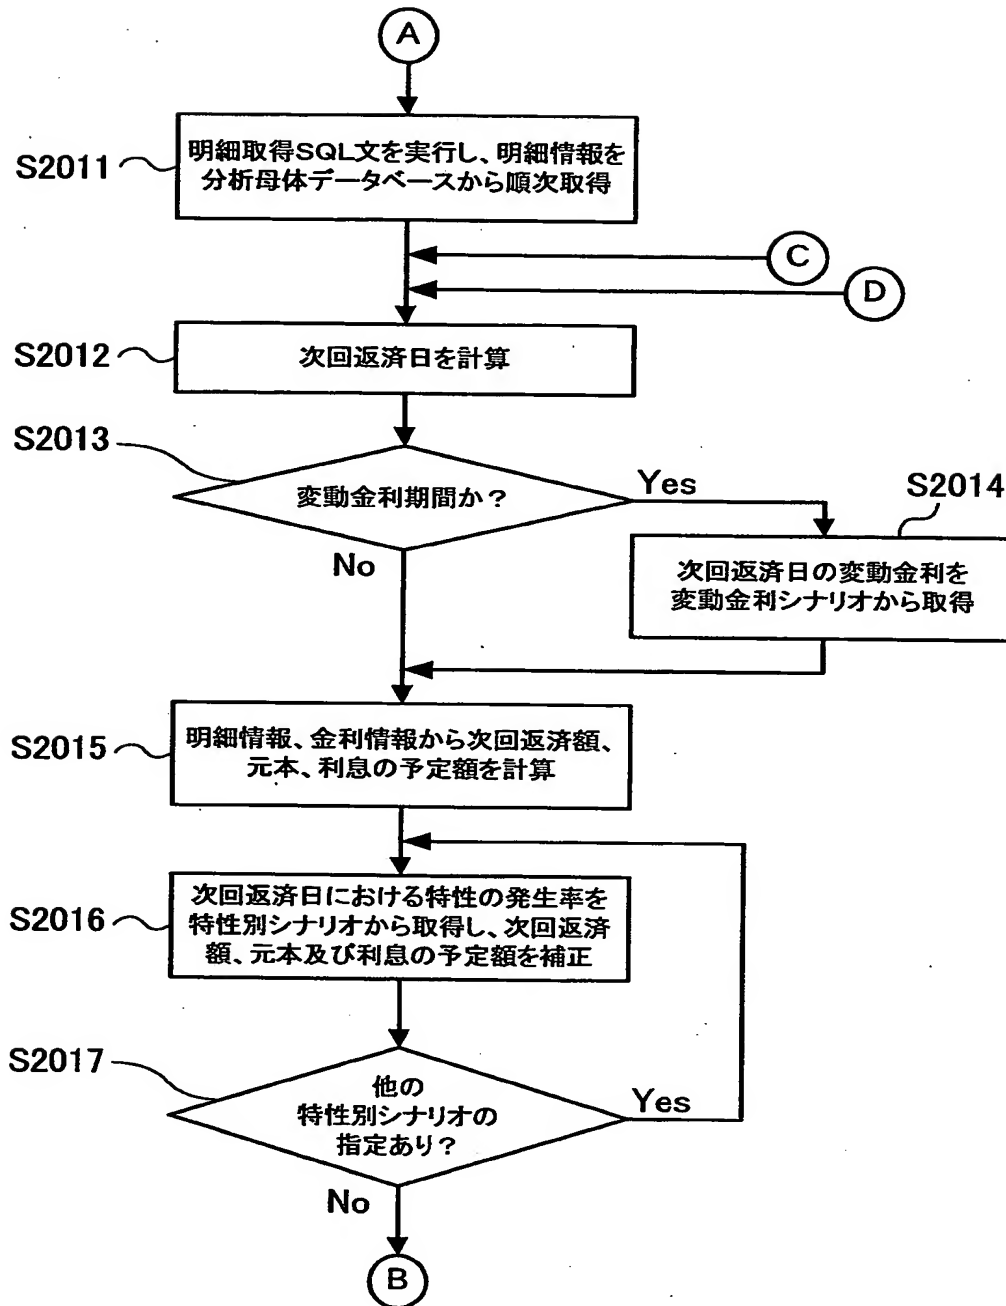 A
S2011
明細取得SQL文を実行し、明細情報を
分析母体データベースから順次取得
C
D
S2012
次回返済日を計算
S2013
変動金利期間か？
Yes
No
S2014
次回返済日の変動金利を
変動金利シナリオから取得
S2015
明細情報、金利情報から次回返済額、
元本、利息の予定額を計算
S2016
次回返済日における特性の発生率を
特性別シナリオから取得し、次回返済
額、元本及び利息の予定額を補正
S2017
他の
特性別シナリオの
指定あり？
Yes
No
B